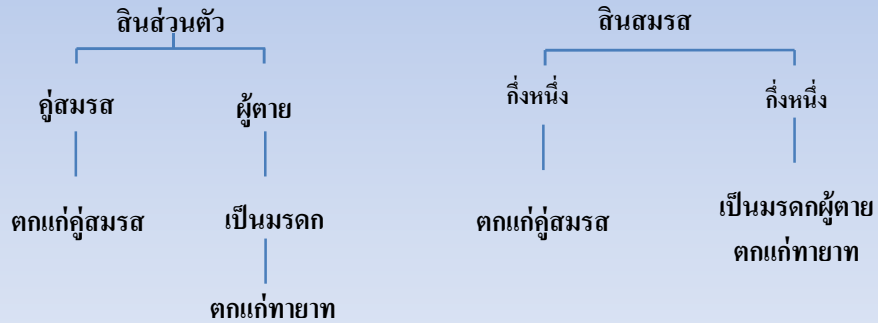 สินส่วนตัว
คู่สมรส
ผู้ตาย
ตกแก่คู่สมรส
เป็นมรดก
ตกแก่ทายาท
สินสมรส
กึ่งหนึ่ง
กึ่งหนึ่ง
ตกแก่คู่สมรส
เป็นมรดกผู้ตาย
ตกแก่ทายาท